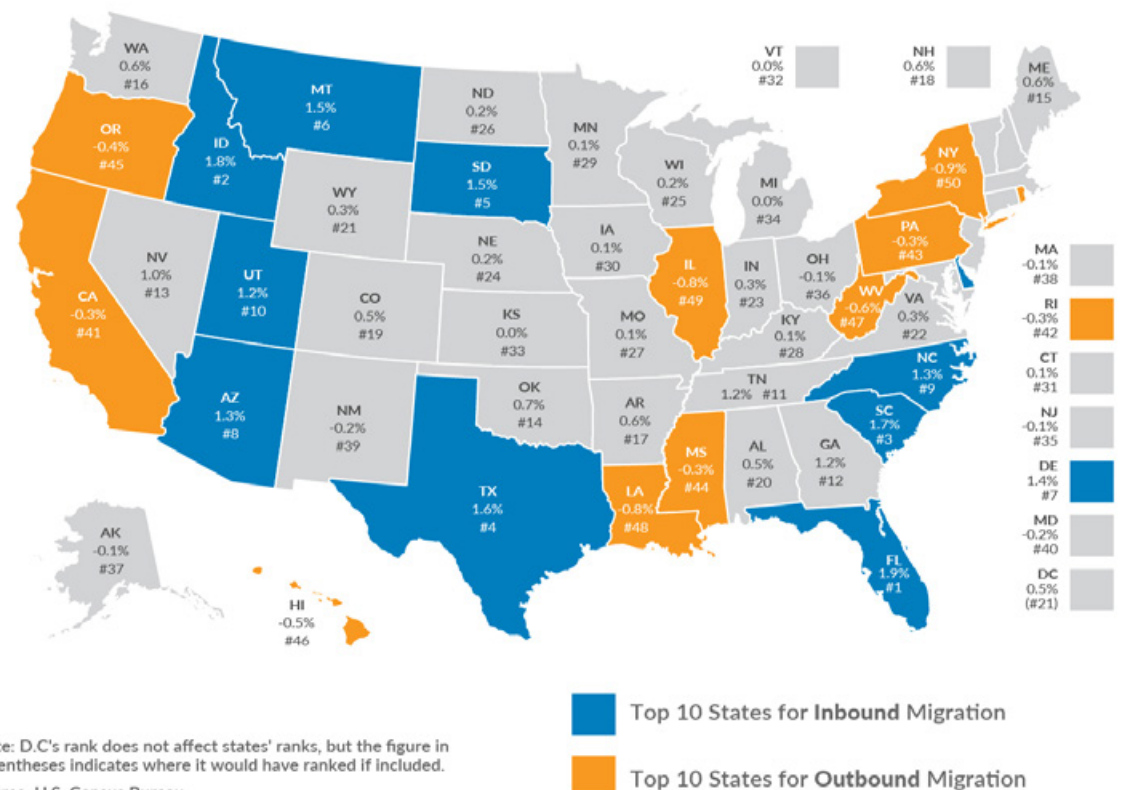 WA
0.6%
#16
MT
1.5%
#6
ND
0.2%
#26
MN
0.1%
#29
VT
0.0%
#32
NH
0.6%
#18
ME
0.6%
#15
OR
-0.4%
#45
ID
1.8%
#2
SD
1.5%
#5
WI
0.2%
#25
MI
0.0%
#34
NY
-0.9%
#50
WY
0.3%
#21
NE
0.2%
#24
IA
0.1%
#30
PA
-0.3%
#43
NV
1.0%
#13
UT
1.2%
#10
CO
0.5%
#19
KS
0.0%
#33
MO
0.1%
#27
IL
-0.8%
#49
IN
0.3%
#23
OH
-0.1%
#36
WV
-0.6%
#47
VA
0.3%
#22
KY
0.1%
#28
CA
-0.3%
#41
AZ
1.3%
#8
NM
-0.2%
#39
OK
0.7%
#14
AR
0.6%
#17
TN
1.2% #11
NC
1.3%
#9
SC
1.7%
#3
MS
-0.3%
#44
AL
0.5%
#20
GA
1.2%
#12
TX
1.6%
#4
LA
-0.8%
#48
FL
1.9%
#1
AK
-0.1%
#37
HI
-0.5%
#46
MA
-0.1%
#38
RI
-0.3%
#42
CT
0.1%
#31
NJ
-0.1%
#35
DE
1.4%
#7
MD
-0.2%
#40
DC
0.5%
(#21)
Top 10 States for Inbound Migration
Top 10 States for Outbound Migration
te: D.C's rank does not affect states' ranks, but the figure in
entheses indicates where it would have ranked if included.